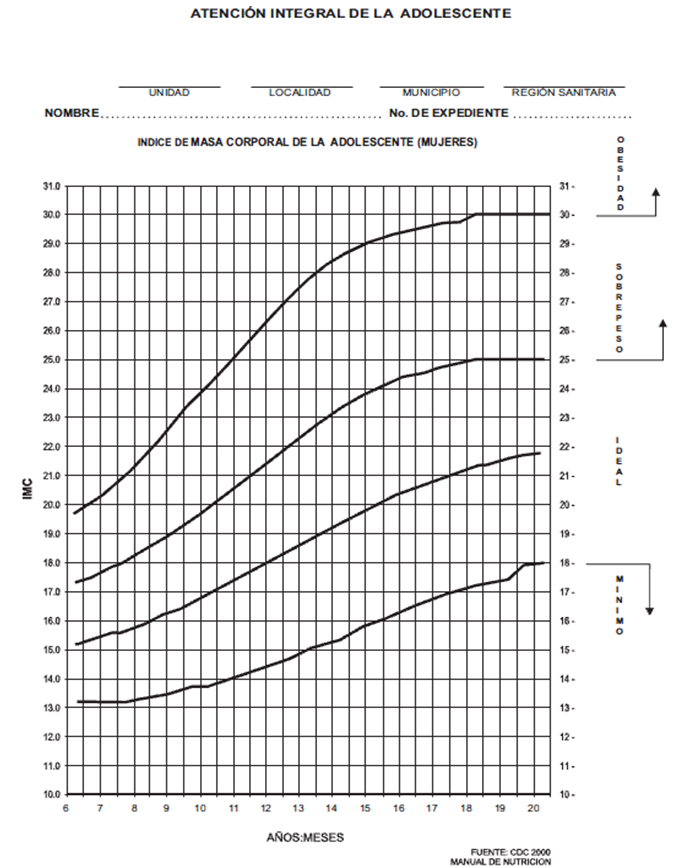 ATENCIÓN INTEGRAL DE LA ADOLESCENTE
UNIDAD LOCALIDAD MUNICIPIO REGIÓN SANITARIA
NOMBRE No. DE EXPEDIENTE
INDICE DE MASA CORPORAL DE LA ADOLESCENTE (MUJERES)
OBESIDAD
SOBREPESO
IDEAL
MINIMO
31.0 31-
30.0 30-
29.0 29-
28.0 28-
27.0 27-
26.0 26-
25.0 25-
24.0 24-
23.0 23-
22.0 22-
21.0 21-
20.0 20-
19.0 19-
18.0 18-
17.0 17-
16.0 16-
15.0 15-
14.0 14-
13.0 13-
12.0 12-
11.0 11-
10.0 10-
IMC
6 7 8 9 10 11 12 13 14 15 16 17 18 19 20
AÑOS:MESES
FUENTE: CDC 2000
MANUAL DE NUTRICION